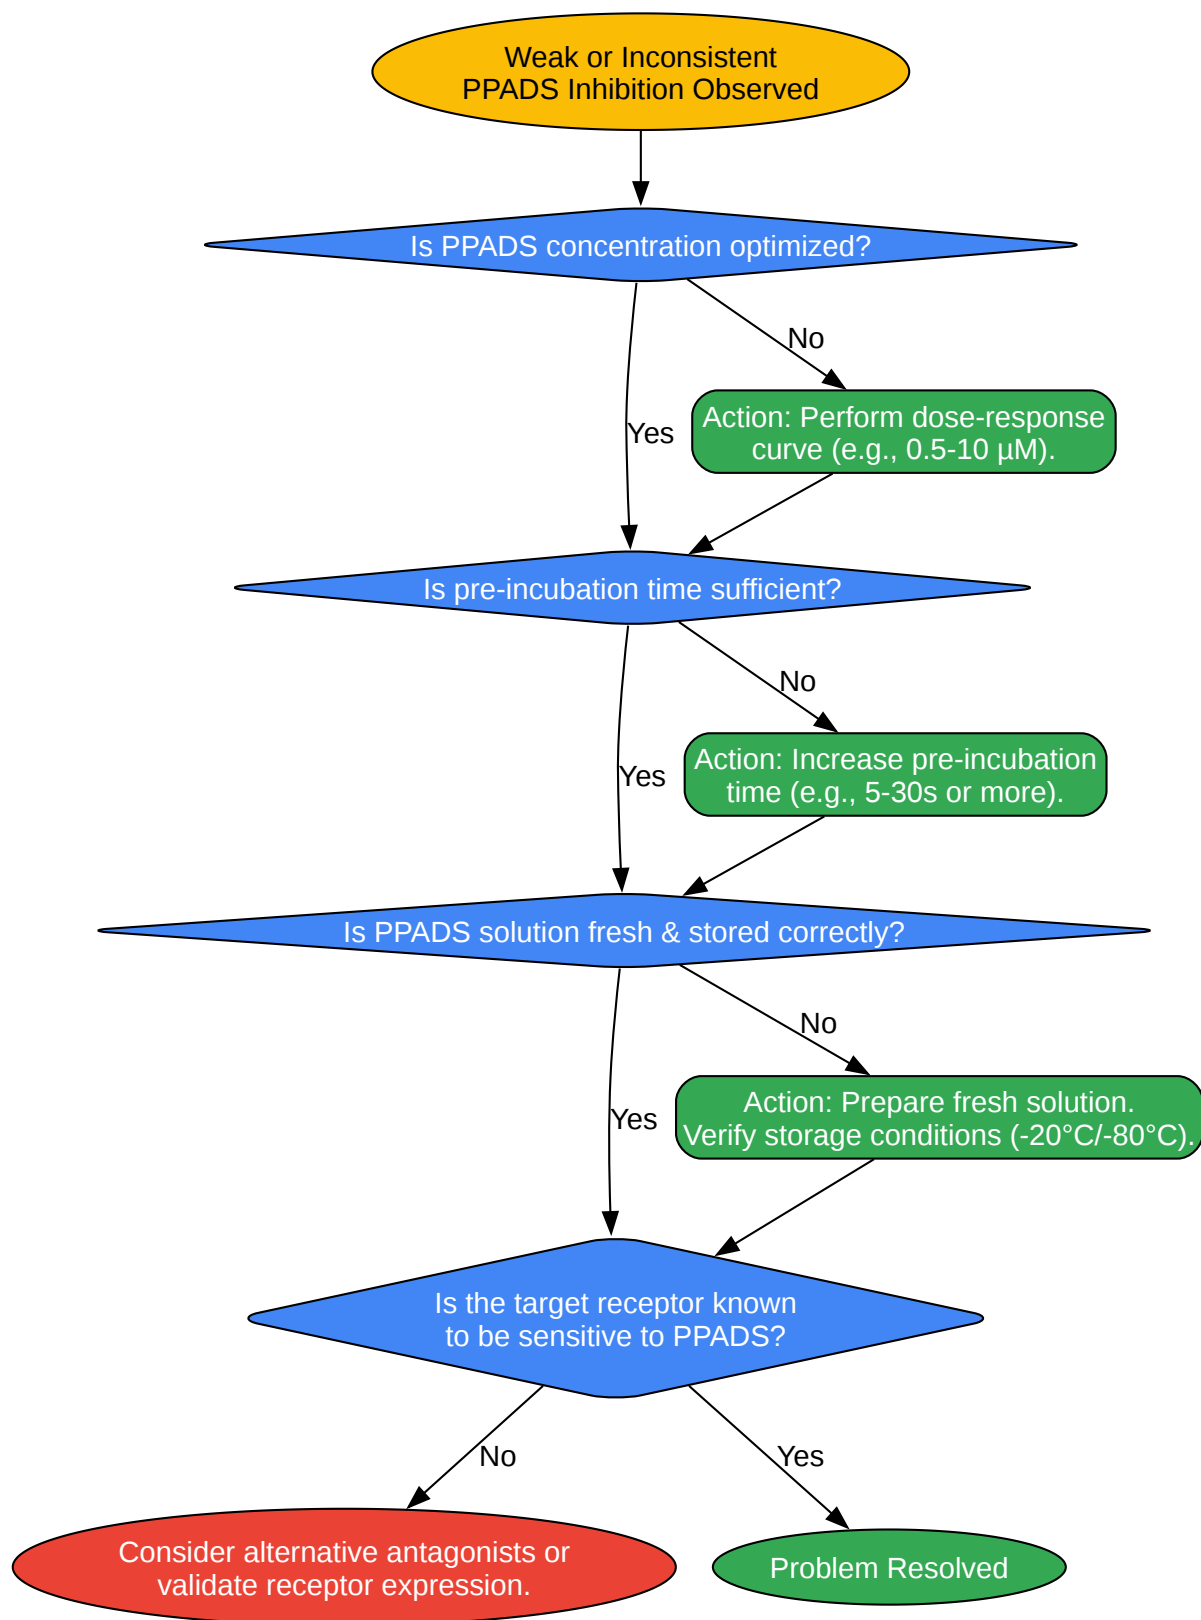 Weak or Inconsistent
PPADS Inhibition Observed
Is PPADS concentration optimized?
No
Action: Perform dose-response
curve (e.g., 0.5-10 µM).
Yes
Is pre-incubation time sufficient?
No
Action: Increase pre-incubation
time (e.g., 5-30s or more).
Yes
Is PPADS solution fresh & stored correctly?
No
Action: Prepare fresh solution.
Verify storage conditions (-20°C/-80°C).
Yes
Is the target receptor known
to be sensitive to PPADS?
No
Yes
Consider alternative antagonists or
validate receptor expression.
Problem Resolved